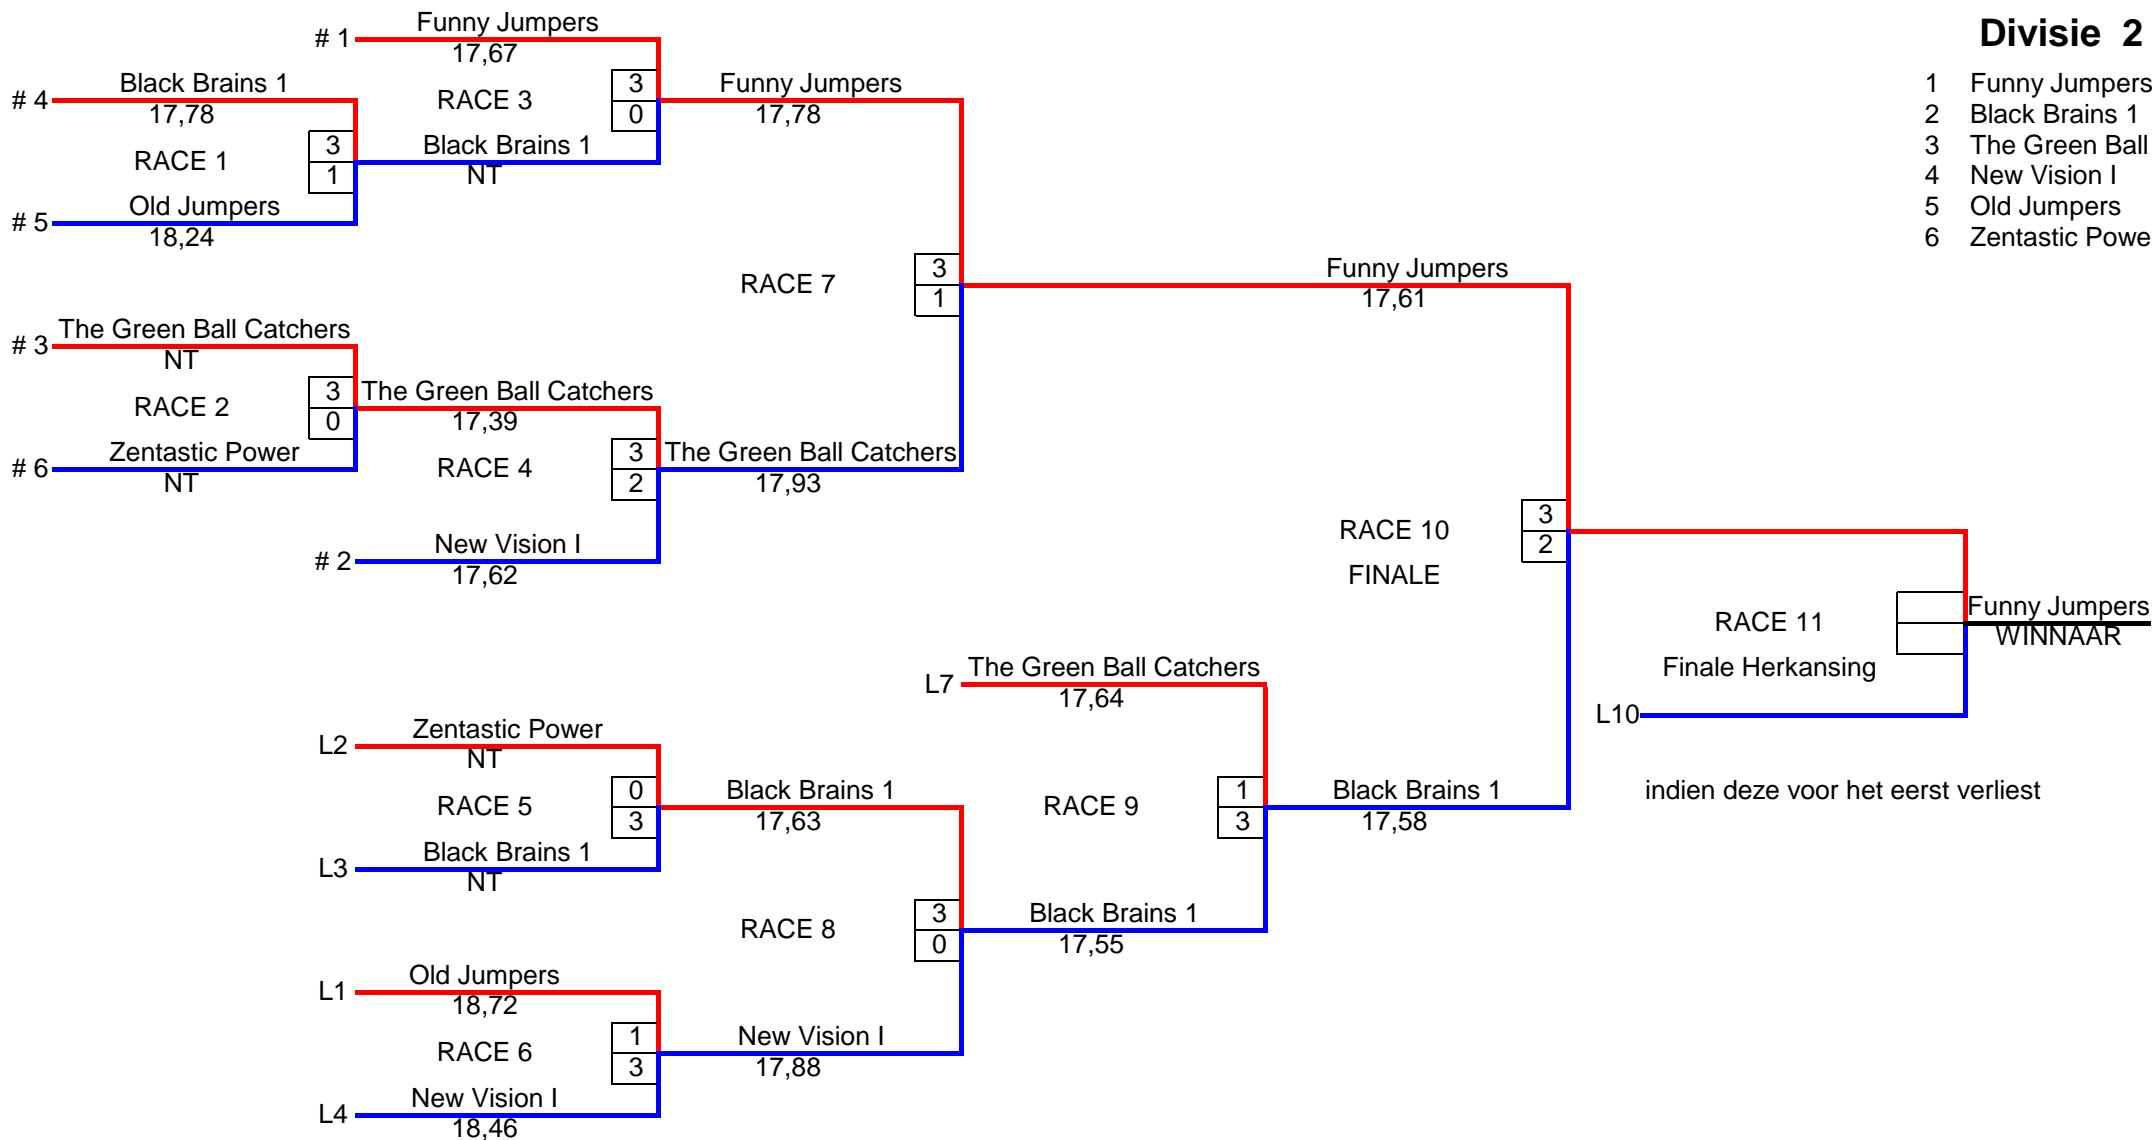 Divisie 2
1 Funny Jumpers
2 Black Brains 1
3 The Green Ball
4 New Vision I
5 Old Jumpers
6 Zentastic Powe
# 1
Funny Jumpers
17,67
# 4
Black Brains 1
17,78
RACE 1
3
1
# 5
Old Jumpers
18,24
RACE 3
3
0
Black Brains 1
NT
Funny Jumpers
17,78
# 3
The Green Ball Catchers
NT
RACE 2
3
0
# 6
Zentastic Power
NT
The Green Ball Catchers
17,39
RACE 4
3
2
# 2
New Vision I
17,62
The Green Ball Catchers
17,93
RACE 7
3
1
Funny Jumpers
17,61
L2
Zentastic Power
NT
RACE 5
0
3
L3
Black Brains 1
NT
Black Brains 1
17,63
L1
Old Jumpers
18,72
RACE 6
1
3
L4
New Vision I
18,46
New Vision I
17,88
RACE 8
3
0
L7
The Green Ball Catchers
17,64
RACE 9
1
3
Black Brains 1
17,55
Black Brains 1
17,58
RACE 10
FINALE
3
2
RACE 11
Finale Herkansing
L10
indien deze voor het eerst verliest
Funny Jumpers
WINNAAR